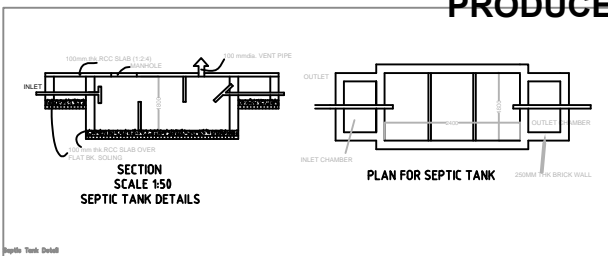 PRODUCE
100mm thk.RCC SLAB (1:2:4)
MANHOLE
100 mmdia. VENT PIPE
INLET
100 mm thk.RCC SLAB OVER
FLAT BK. SOLING
SECTION
SCALE 1:50
SEPTIC TANK DETAILS
OUTLET
OUTLET CHAMBER
INLET CHAMBER
PLAN FOR SEPTIC TANK
250MM THK BRICK WALL
Septic Tank Detail